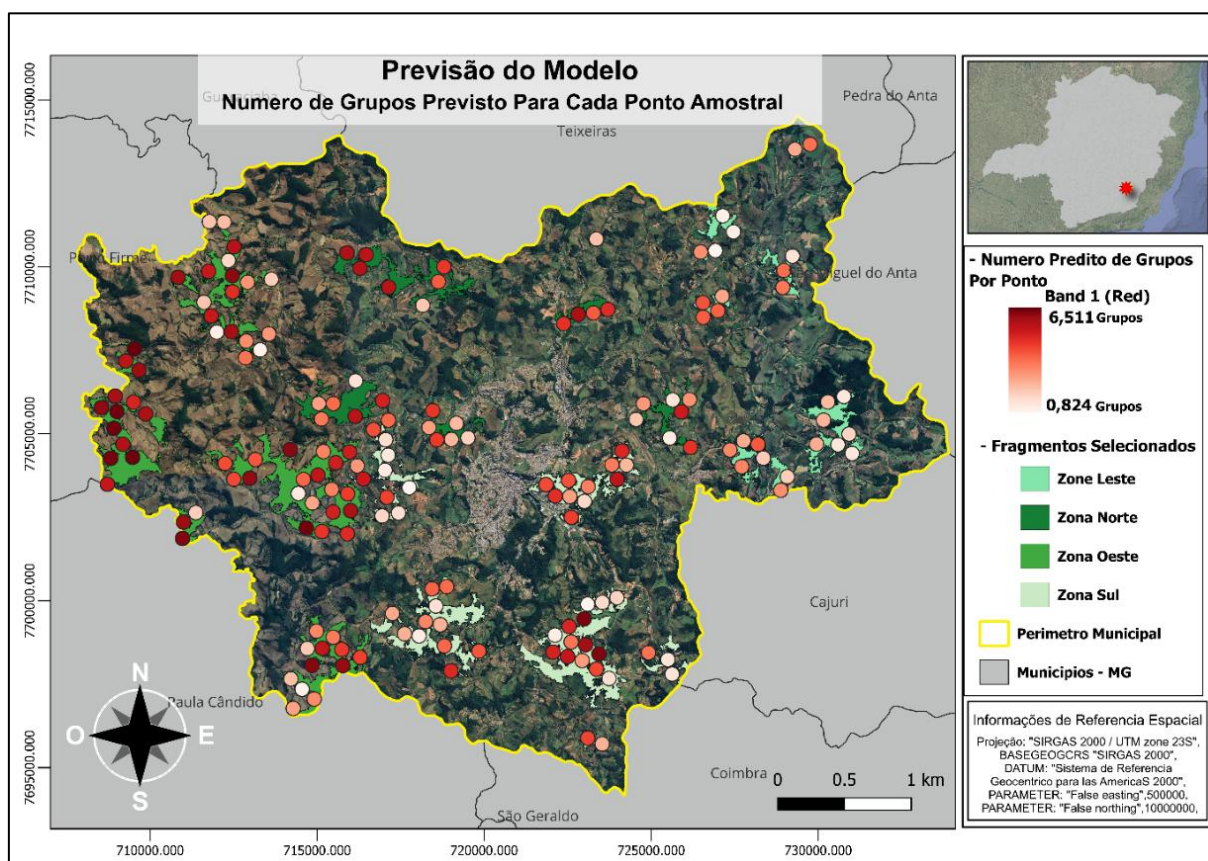 Previsão do Modelo
Numero de Grupos Previsto Para Cada Ponto Amostral
Pedra do Anta
Teixeiras
Miguel do Anta
Cajuri
Coimbra
São Geraldo
Paula Cândido
7715000.000
7710000.000
7705000.000
7700000.000
7695000.000
710000.000
715000.000
720000.000
725000.000
730000.000
N
O
E
S
0
0.5
1 km
- Numero Predito de Grupos
Por Ponto
Band 1 (Red)
6,511 Grupos
0,824 Grupos
- Fragmentos Selecionados
Zone Leste
Zona Norte
Zona Oeste
Zona Sul
Perimetro Municipal
Municipios - MG
Informações de Referencia Espacial
Projeção: "SIRGAS 2000 / UTM zone 23S",
BASEGEOGCRS "SIRGAS 2000",
DATUM: "Sistema de Referencia
Geocentrico para las AmericaS 2000",
PARAMETER: "False easting",500000,
PARAMETER: "False northing",10000000,